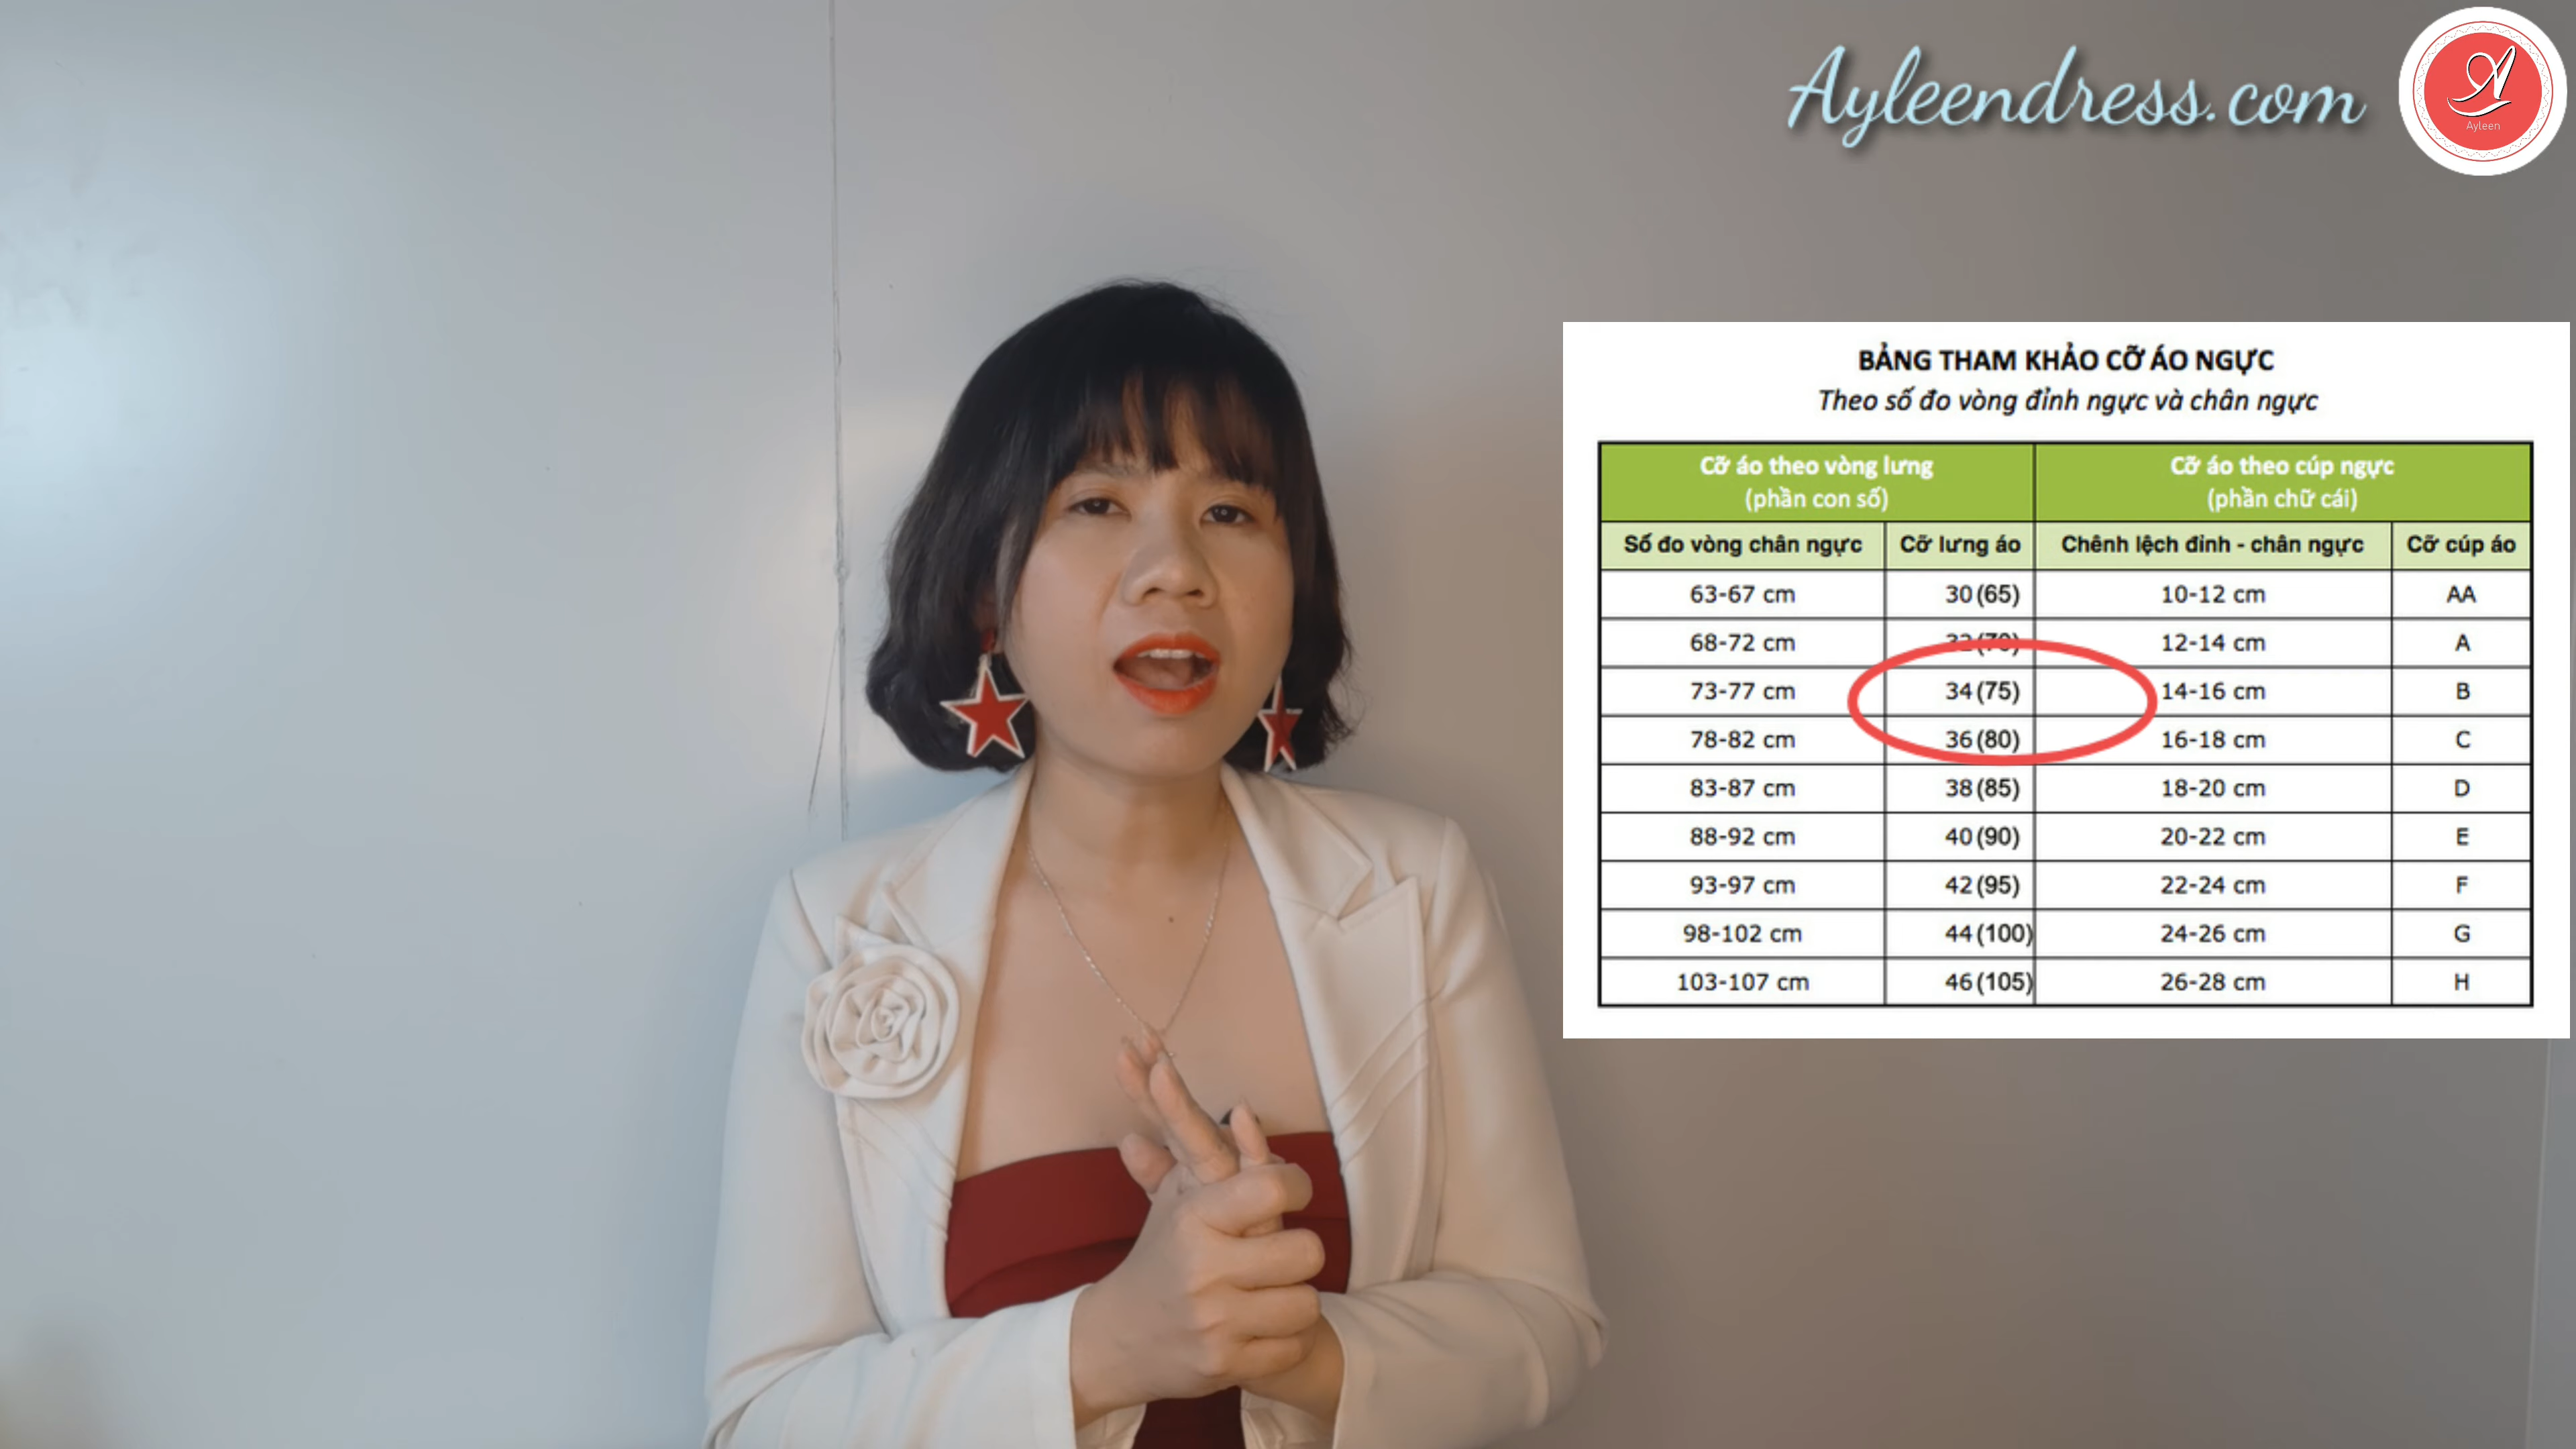 Ayleendress.com
A
Ayleen
BẢNG THAM KHẢO CỠ ÁO NGỰC
Theo số đo vòng đỉnh ngực và chân ngực
Cỡ áo theo vòng lưng
(phần con số)
Cỡ áo theo cúp ngực
(phần chữ cái)
Số đo vòng chân ngực Cỡ lưng áo Chênh lệch đỉnh - chân ngực Cỡ cúp áo
63-67 cm 30 (65) 10-12 cm AA
68-72 cm 32 (70) 12-14 cm A
73-77 cm 34 (75) 14-16 cm B
78-82 cm 36 (80) 16-18 cm C
83-87 cm 38 (85) 18-20 cm D
88-92 cm 40 (90) 20-22 cm E
93-97 cm 42 (95) 22-24 cm F
98-102 cm 44 (100) 24-26 cm G
103-107 cm 46 (105) 26-28 cm H